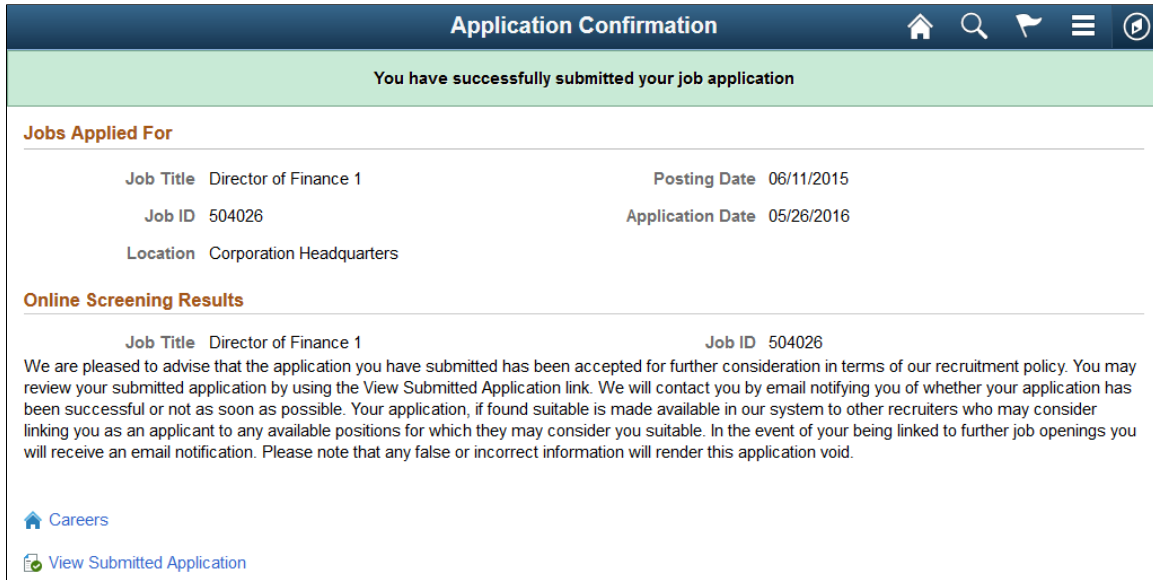 Application Confirmation
You have successfully submitted your job application
Jobs Applied For
Job Title Director of Finance 1 Posting Date 06/11/2015
Job ID 504026 Application Date 05/26/2016
Location Corporation Headquarters
Online Screening Results
Job Title Director of Finance 1 Job ID 504026
We are pleased to advise that the application you have submitted has been accepted for further consideration in terms of our recruitment policy. You may
review your submitted application by using the View Submitted Application link. We will contact you by email notifying you of whether your application has
been successful or not as soon as possible. Your application, if found suitable is made available in our system to other recruiters who may consider
linking you as an applicant to any available positions for which they may consider you suitable. In the event of your being linked to further job openings you
will receive an email notification. Please note that any false or incorrect information will render this application void.
Careers
View Submitted Application